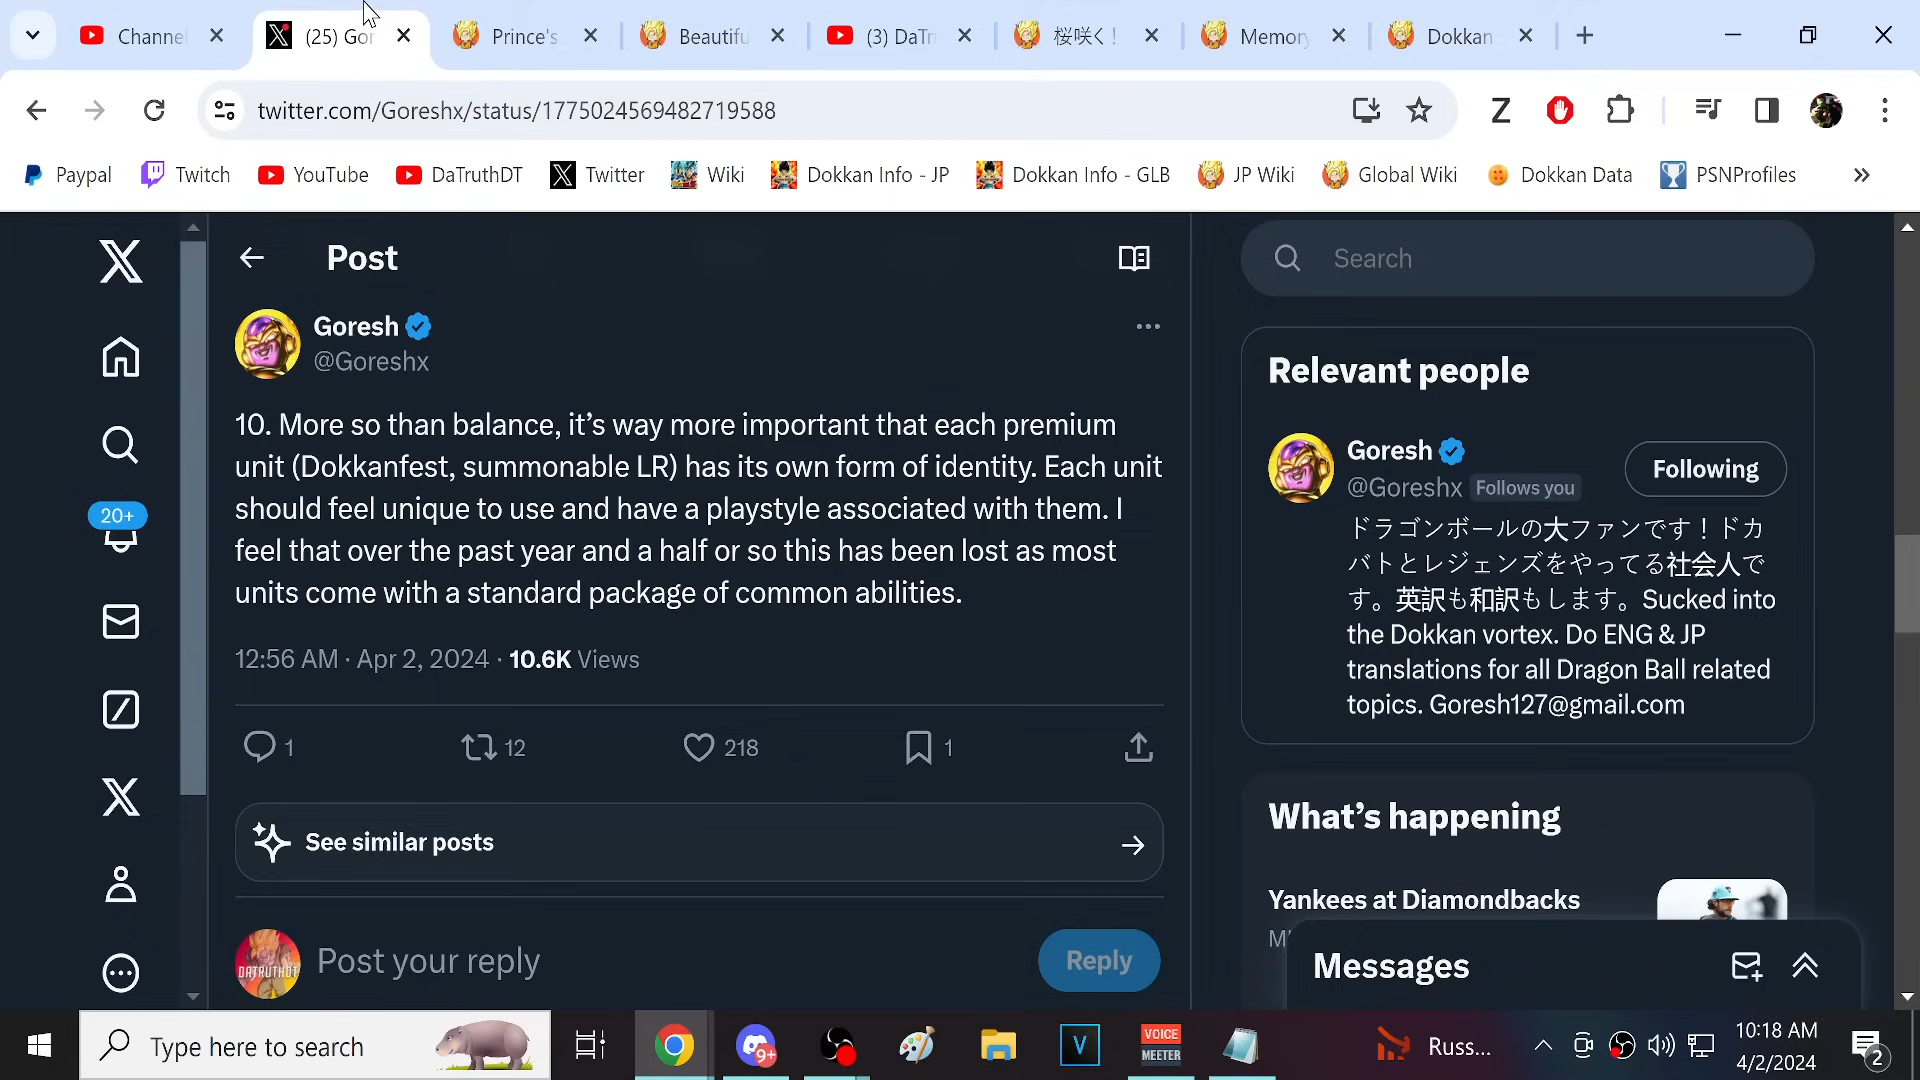 Channe
(25) Gor
Prince's
Beautifu
(3) DaTr
桜咲く！
Memory
Dokkan
twitter.com/Goreshx/status/1775024569482719588
Z
Paypal
Twitch
YouTube
DaTruthDT
Twitter
Wiki
Dokkan Info - JP
Dokkan Info - GLB
JP Wiki
Global Wiki
Dokkan Data
PSNProfiles
Post
Search
Goresh
@Goreshx
10. More so than balance, it’s way more important that each premium
unit (Dokkanfest, summonable LR) has its own form of identity. Each unit
should feel unique to use and have a playstyle associated with them. I
feel that over the past year and a half or so this has been lost as most
units come with a standard package of common abilities.
12:56 AM · Apr 2, 2024 · 10.6K Views
1
12
218
1
See similar posts
DATRUTHDT
Post your reply
Reply
20+
Relevant people
Goresh
@Goreshx Follows you
Following
ドラゴンボールの大ファンです！ドカ
バトとレジェンズをやってる社会人で
す。英訳も和訳もします。Sucked into
the Dokkan vortex. Do ENG & JP
translations for all Dragon Ball related
topics. Goresh127@gmail.com
What’s happening
Yankees at Diamondbacks
Messages
Type here to search
9+
V
VOICE
MEETER
Russ...
10:18 AM
4/2/2024
2